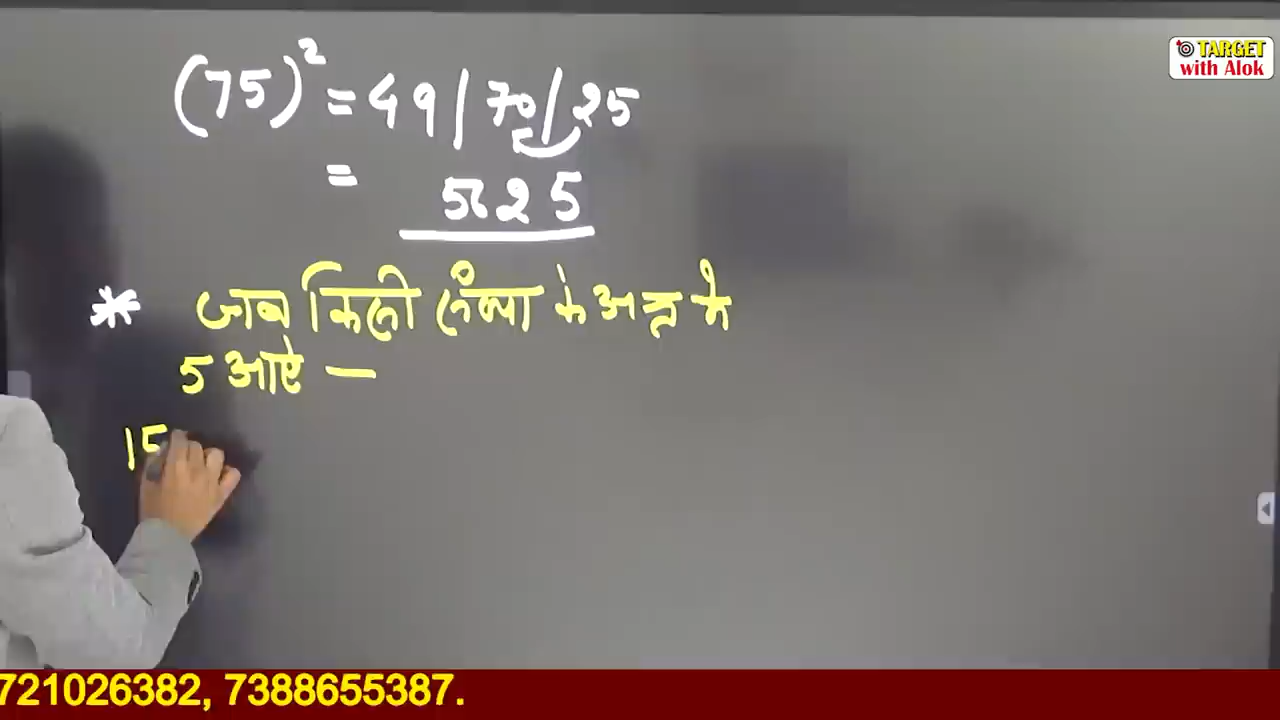 TARGET
with Alok
(75)² = 49/70/25
= 5625
* जब किसी संख्या के अन्त में
5 आए —
15
721026382, 7388655387.